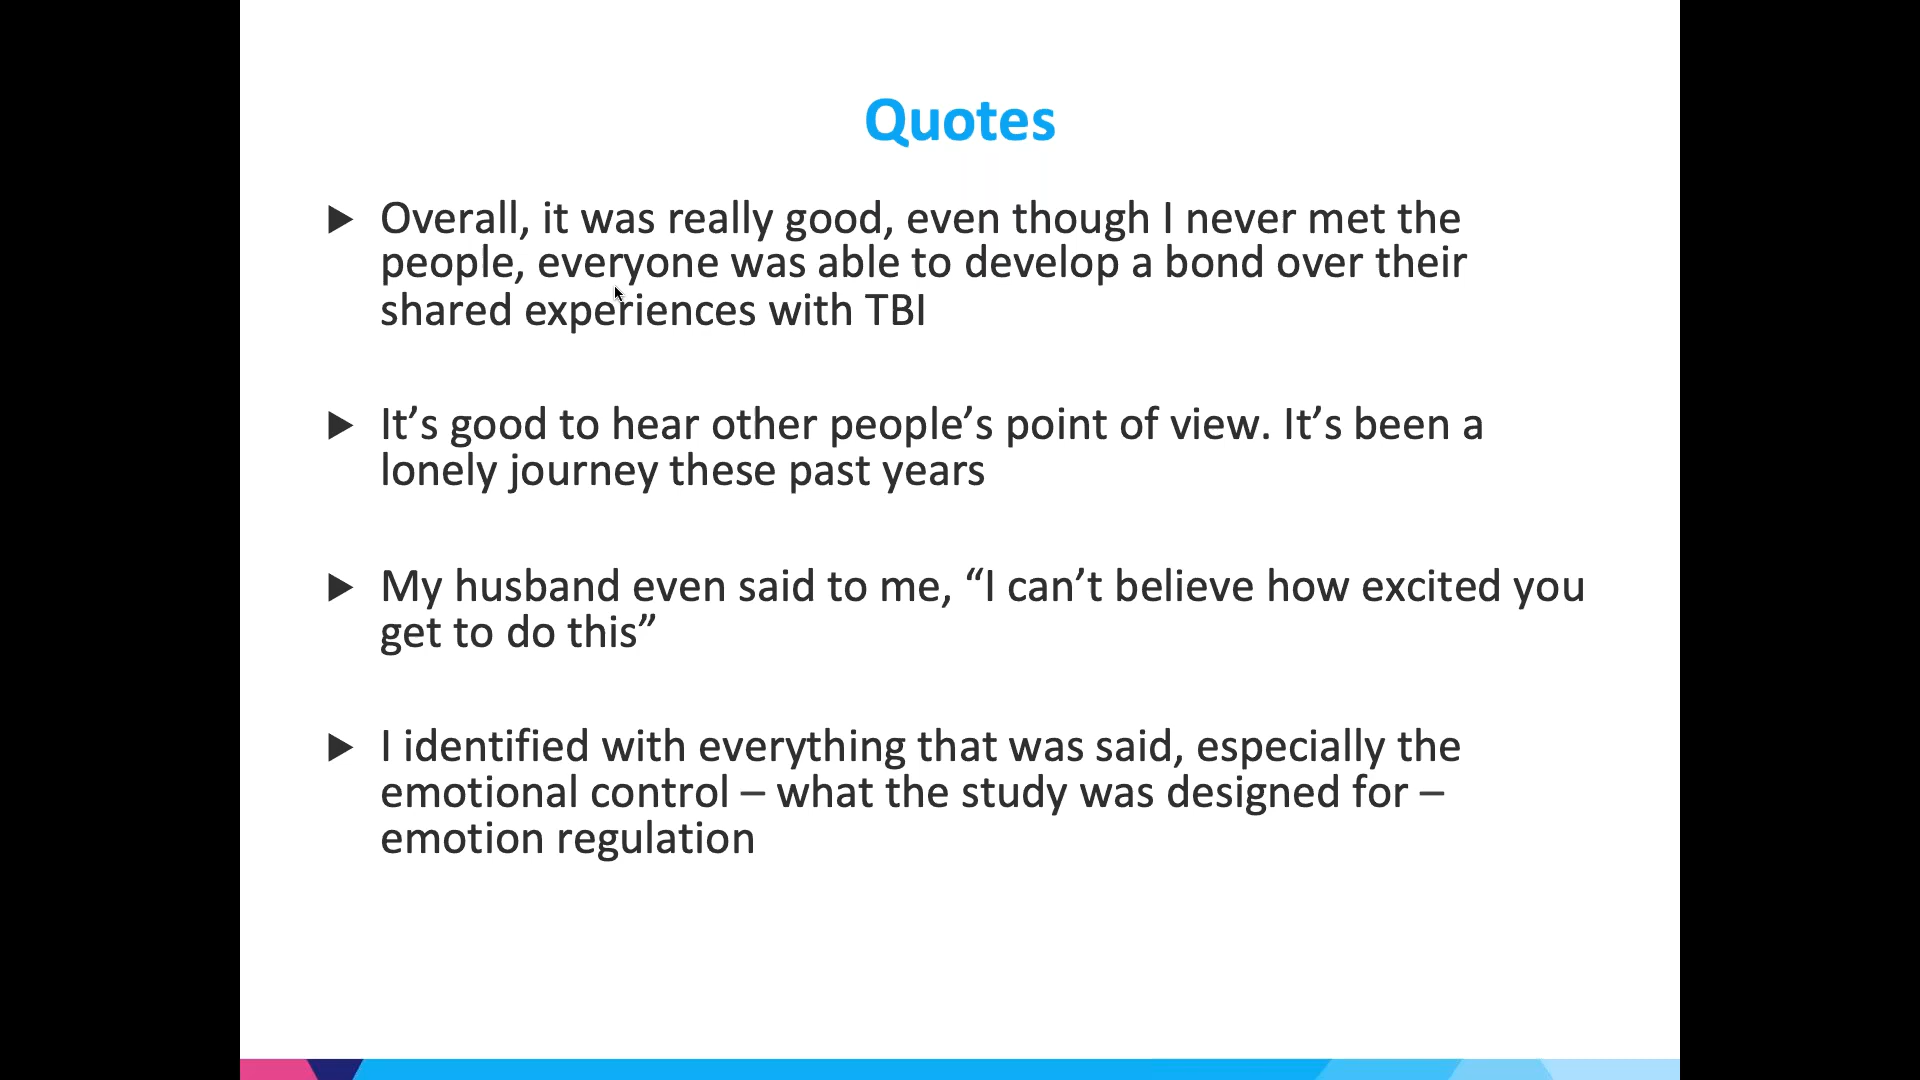 Quotes
Overall, it was really good, even though I never met the
people, everyone was able to develop a bond over their
shared experiences with TBI
It’s good to hear other people’s point of view. It’s been a
lonely journey these past years
My husband even said to me, “I can’t believe how excited you
get to do this”
I identified with everything that was said, especially the
emotional control – what the study was designed for –
emotion regulation